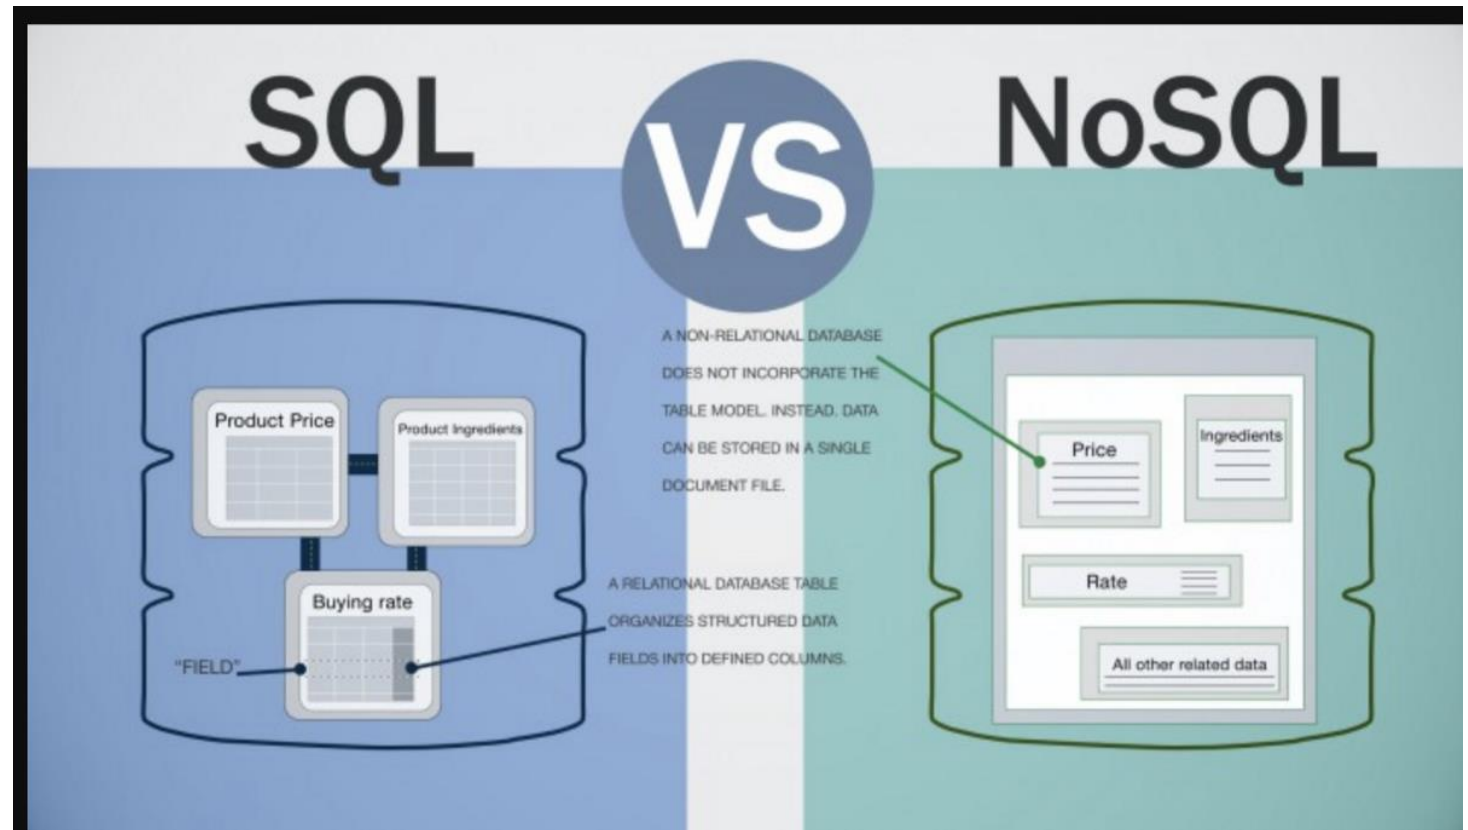 SQL
VS
NoSQL
A NON-RELATIONAL DATABASE
DOES NOT INCORPORATE THE
TABLE MODEL. INSTEAD, DATA
CAN BE STORED IN A SINGLE
DOCUMENT FILE.
Product Price
Product Ingredients
Buying rate
"FIELD"
A RELATIONAL DATABASE TABLE
ORGANIZES STRUCTURED DATA
FIELDS INTO DEFINED COLUMNS.
Price
Ingredients
Rate
All other related data